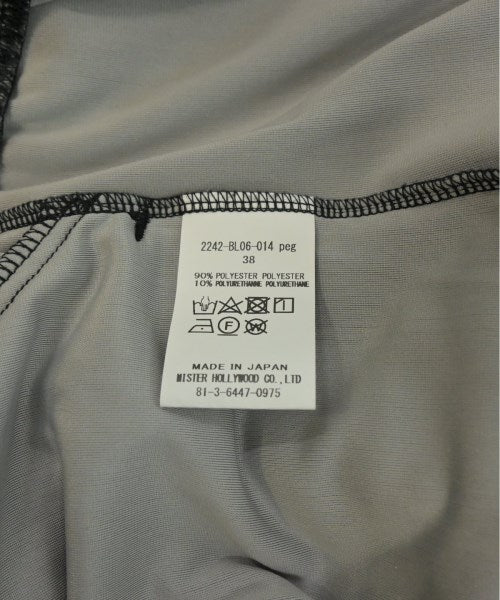 2242-BL06-014 peg
38
90% POLYESTER POLYESTER
10% POLYURETHANNE POLYURETHANE
MADE IN JAPAN
MISTER HOLLYWOOD CO.,LTD
81-3-6447-0975